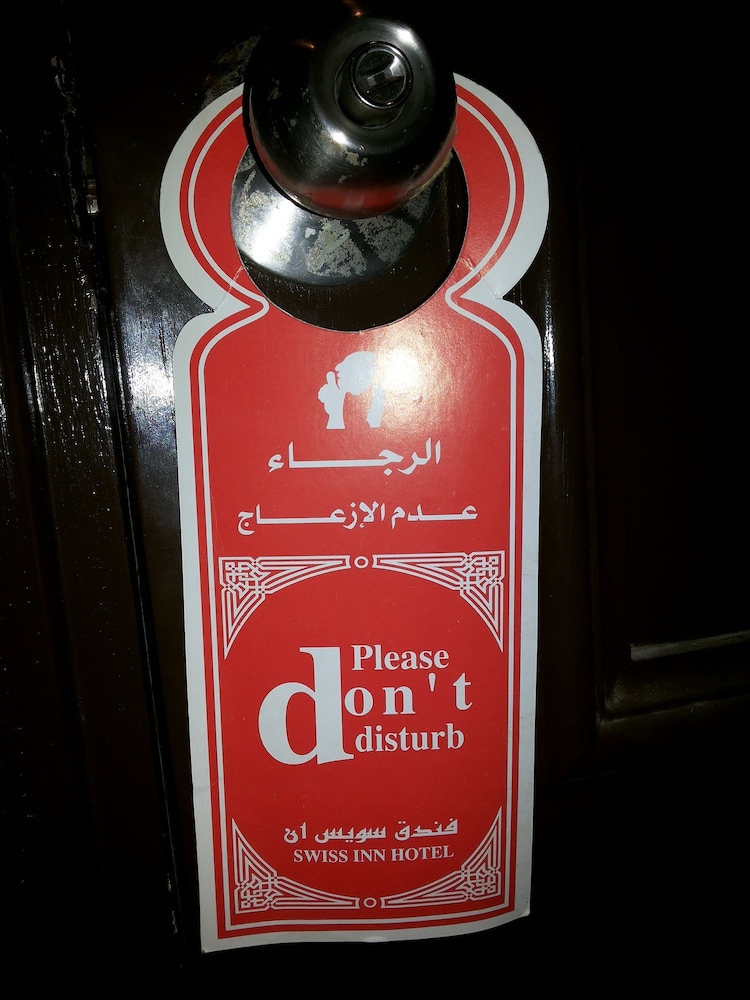 الرجاء
عدم الإزعاج
Please
don't
disturb
فندق سويس ان
SWISS INN HOTEL